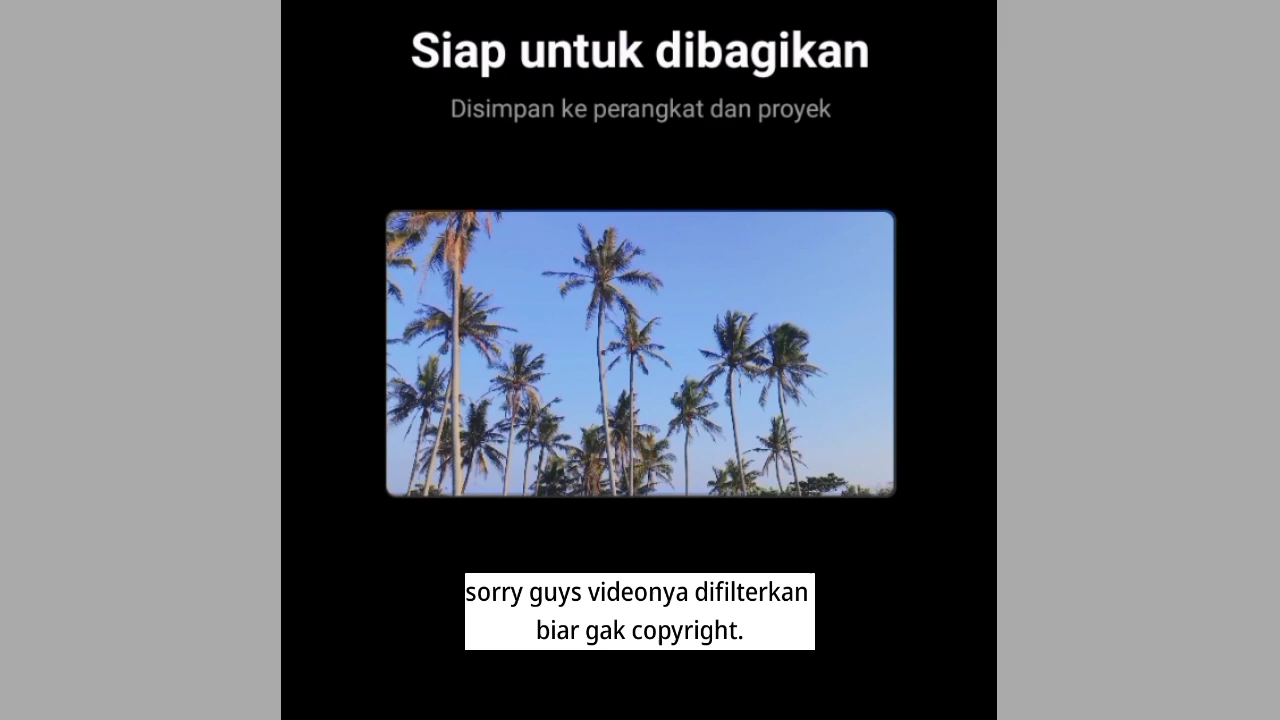 Siap untuk dibagikan
Disimpan ke perangkat dan proyek
sorry guys videonya difilterkan
biar gak copyright.